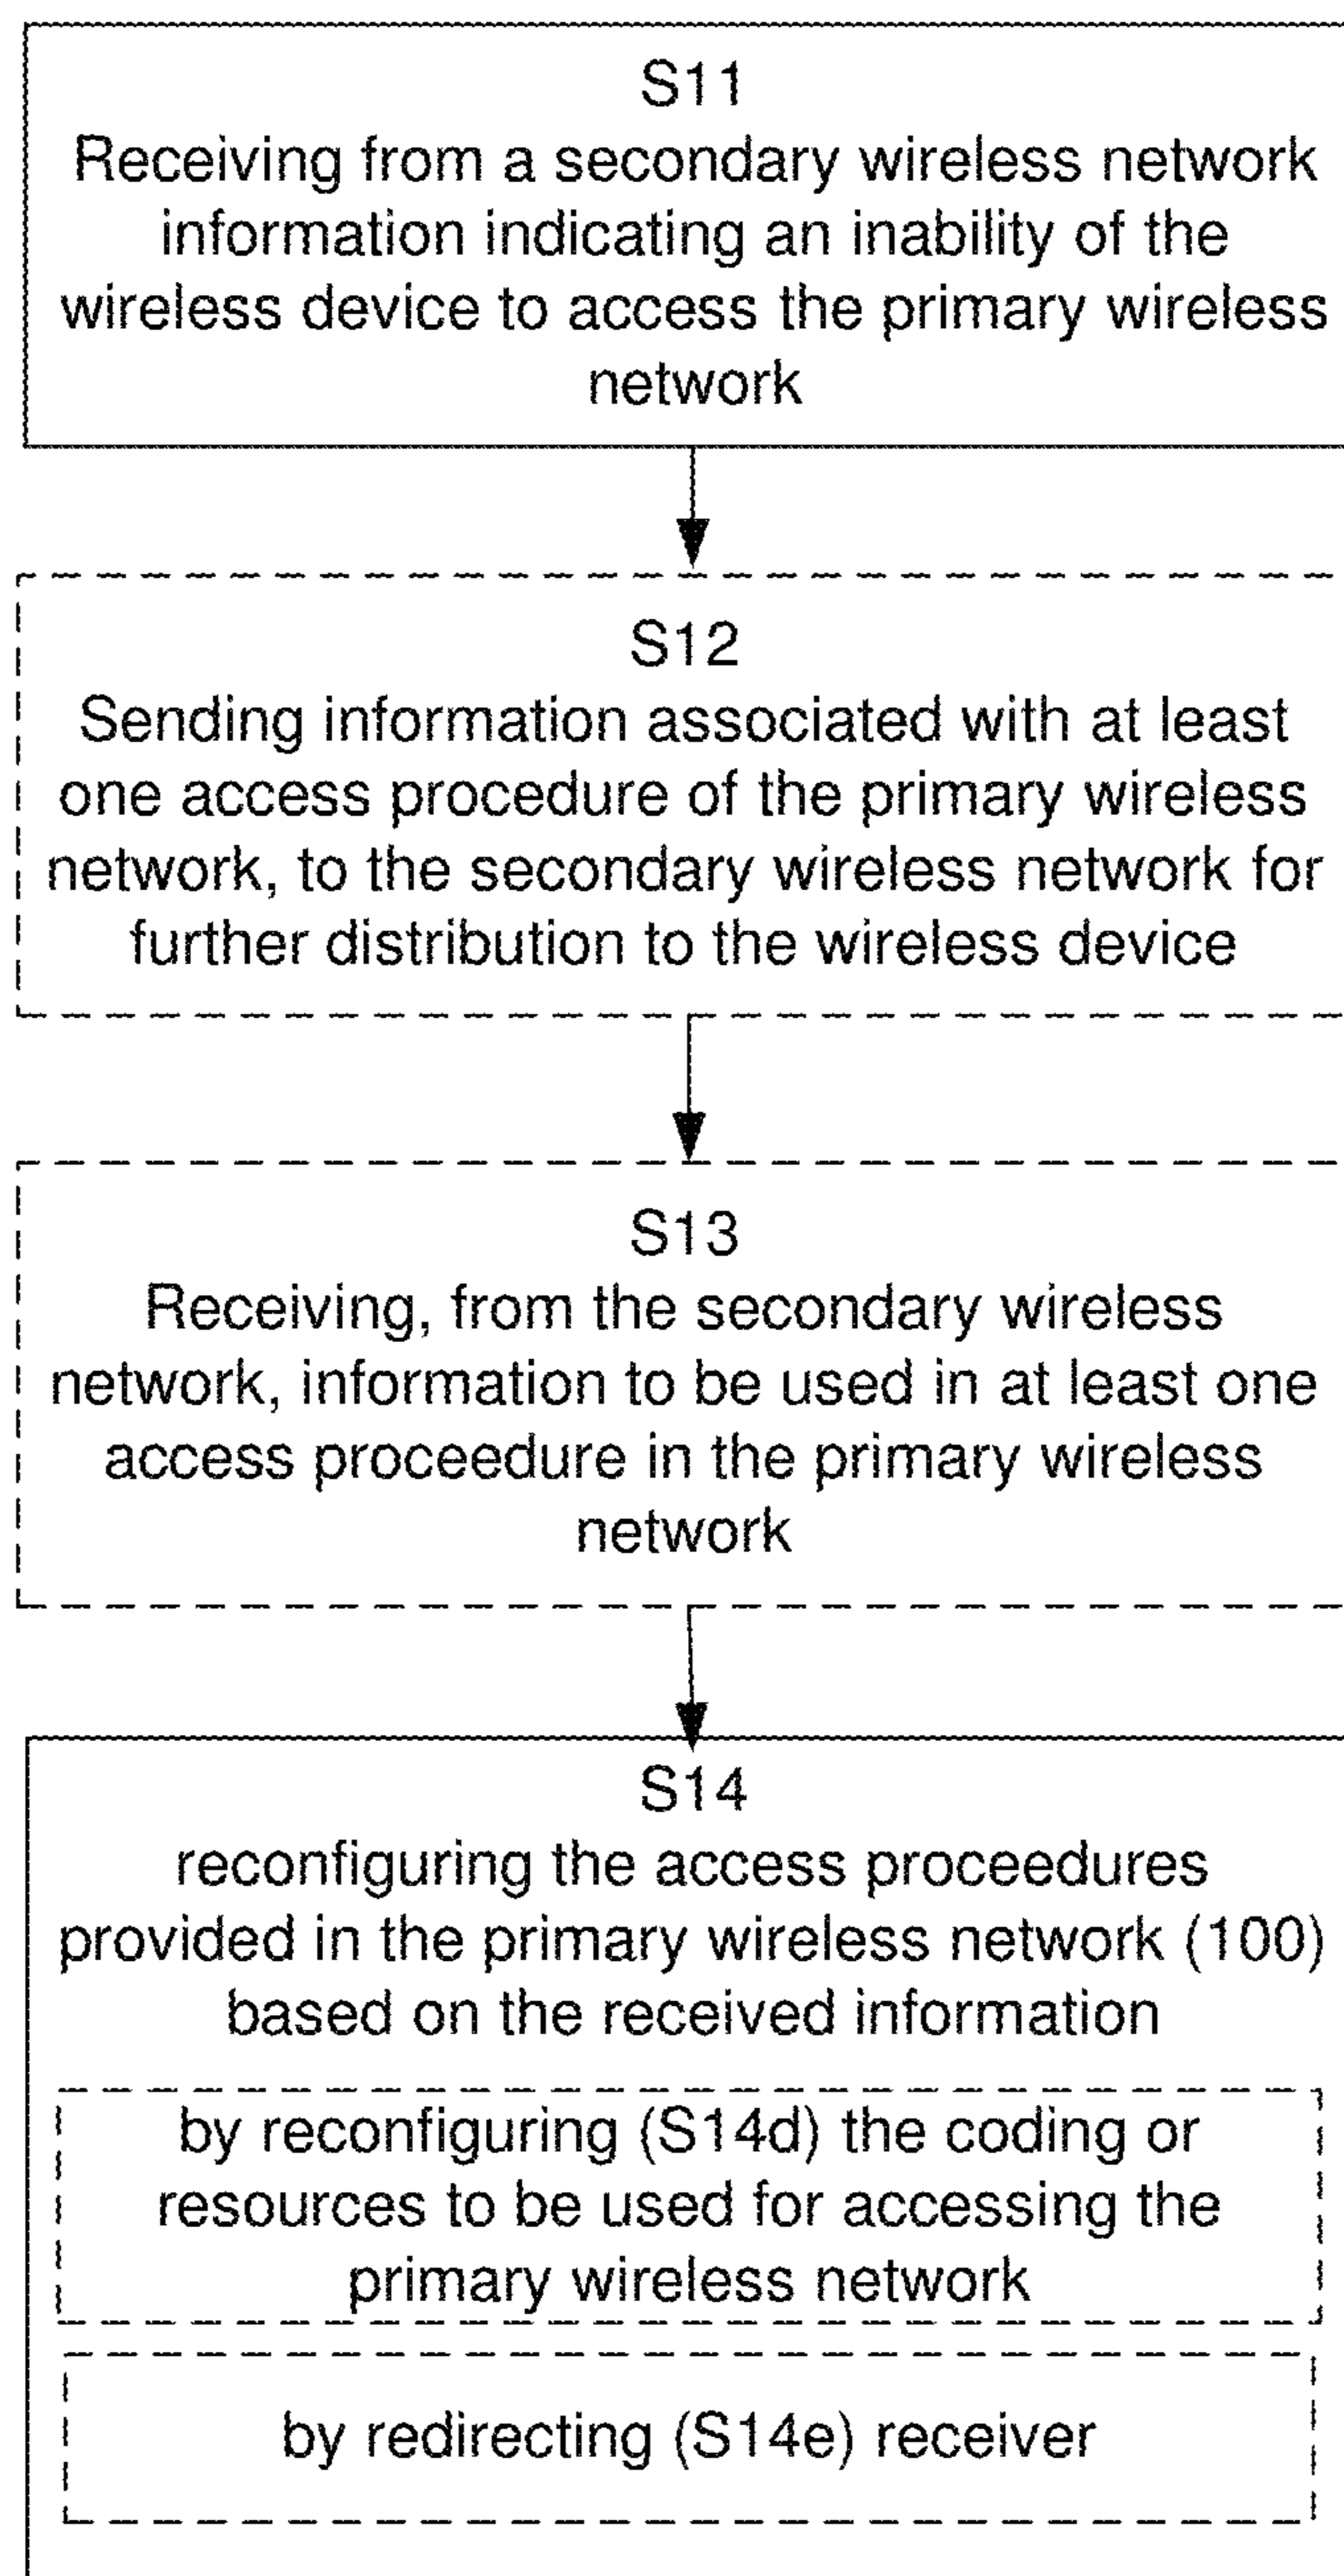 S11
Receiving from a secondary wireless network
information indicating an inability of the
wireless device to access the primary wireless
network
S12
Sending information associated with at least
one access procedure of the primary wireless
network, to the secondary wireless network for
further distribution to the wireless device
S13
Receiving, from the secondary wireless
network, information to be used in at least one
access proceedure in the primary wireless
network
S14
reconfiguring the access proceedures
provided in the primary wireless network (100)
based on the received information
by reconfiguring (S14d) the coding or
resources to be used for accessing the
primary wireless network
by redirecting (S14e) receiver